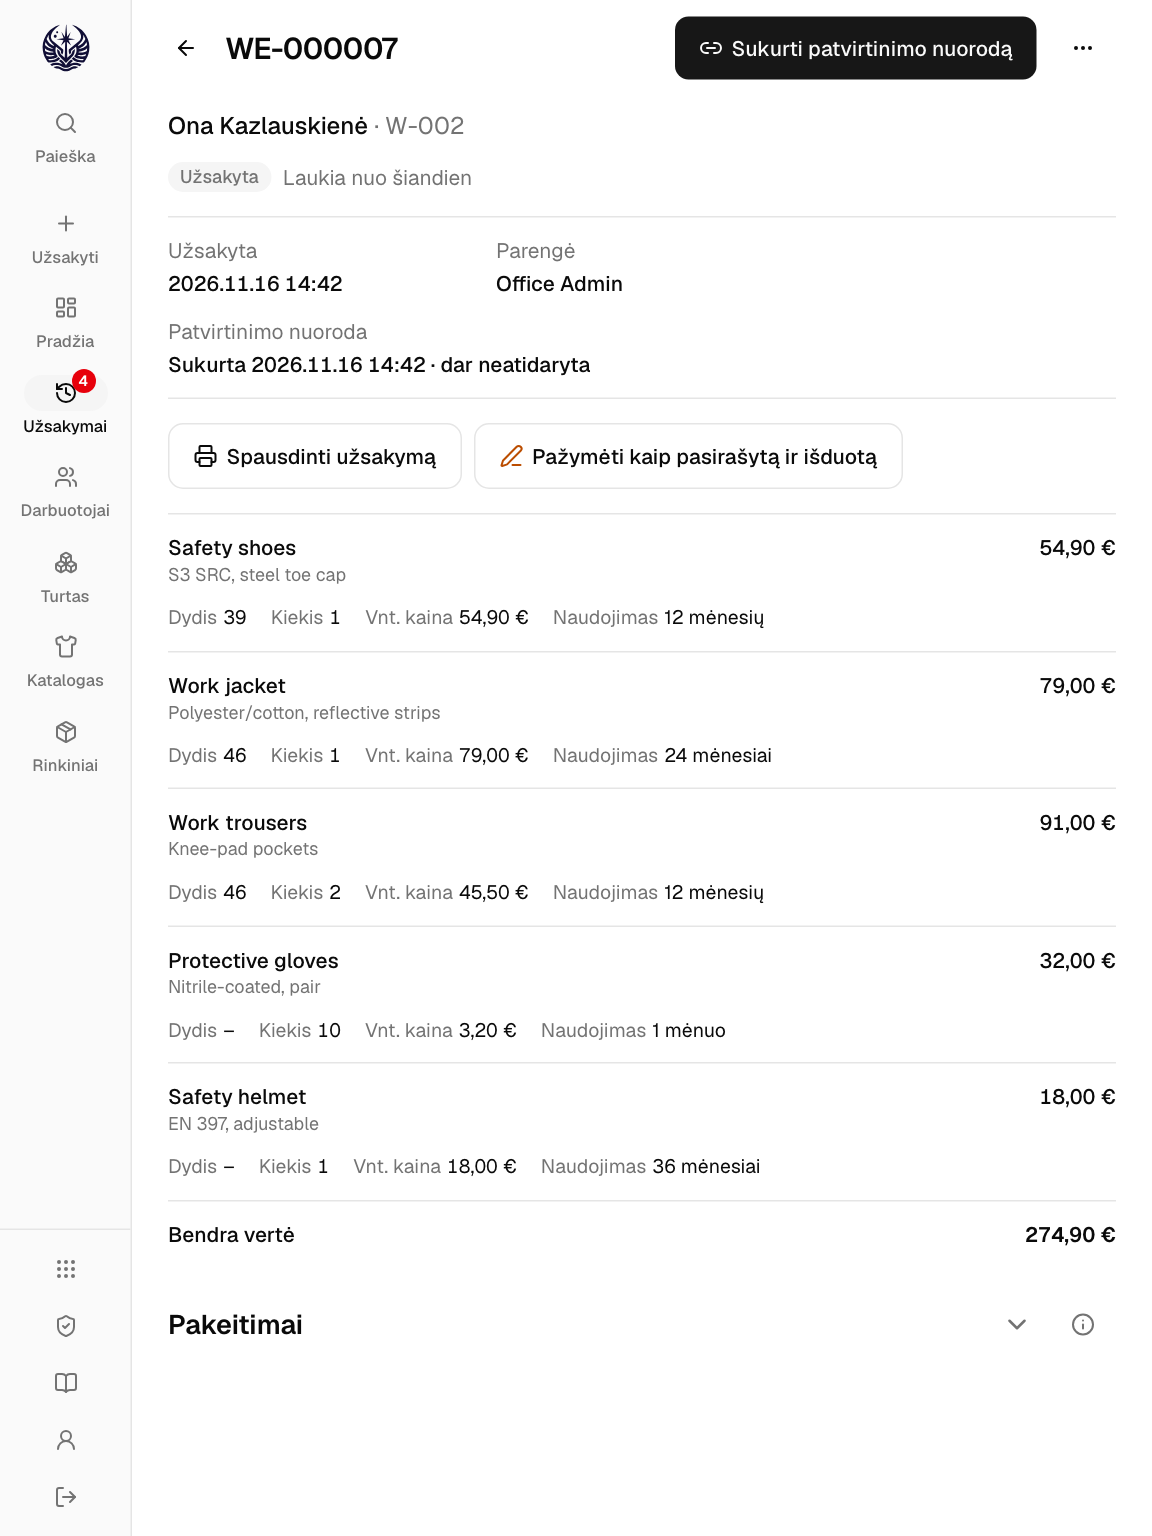 WE-000007
Sukurti patvirtinimo nuorodą
Ona Kazlauskienė · W-002
Užsakyta Laukia nuo šiandien
Užsakyta
2026.11.16 14:42
Parengė
Office Admin
Patvirtinimo nuoroda
Sukurta 2026.11.16 14:42 · dar neatidaryta
Spausdinti užsakymą
Pažymėti kaip pasirašytą ir išduotą
Safety shoes 54,90 €
S3 SRC, steel toe cap
Dydis 39 Kiekis 1 Vnt. kaina 54,90 € Naudojimas 12 mėnesių
Work jacket 79,00 €
Polyester/cotton, reflective strips
Dydis 46 Kiekis 1 Vnt. kaina 79,00 € Naudojimas 24 mėnesiai
Work trousers 91,00 €
Knee-pad pockets
Dydis 46 Kiekis 2 Vnt. kaina 45,50 € Naudojimas 12 mėnesių
Protective gloves 32,00 €
Nitrile-coated, pair
Dydis – Kiekis 10 Vnt. kaina 3,20 € Naudojimas 1 mėnuo
Safety helmet 18,00 €
EN 397, adjustable
Dydis – Kiekis 1 Vnt. kaina 18,00 € Naudojimas 36 mėnesiai
Bendra vertė 274,90 €
Pakeitimai
Paieška
Užsakyti
Pradžia
4
Užsakymai
Darbuotojai
Turtas
Katalogas
Rinkiniai